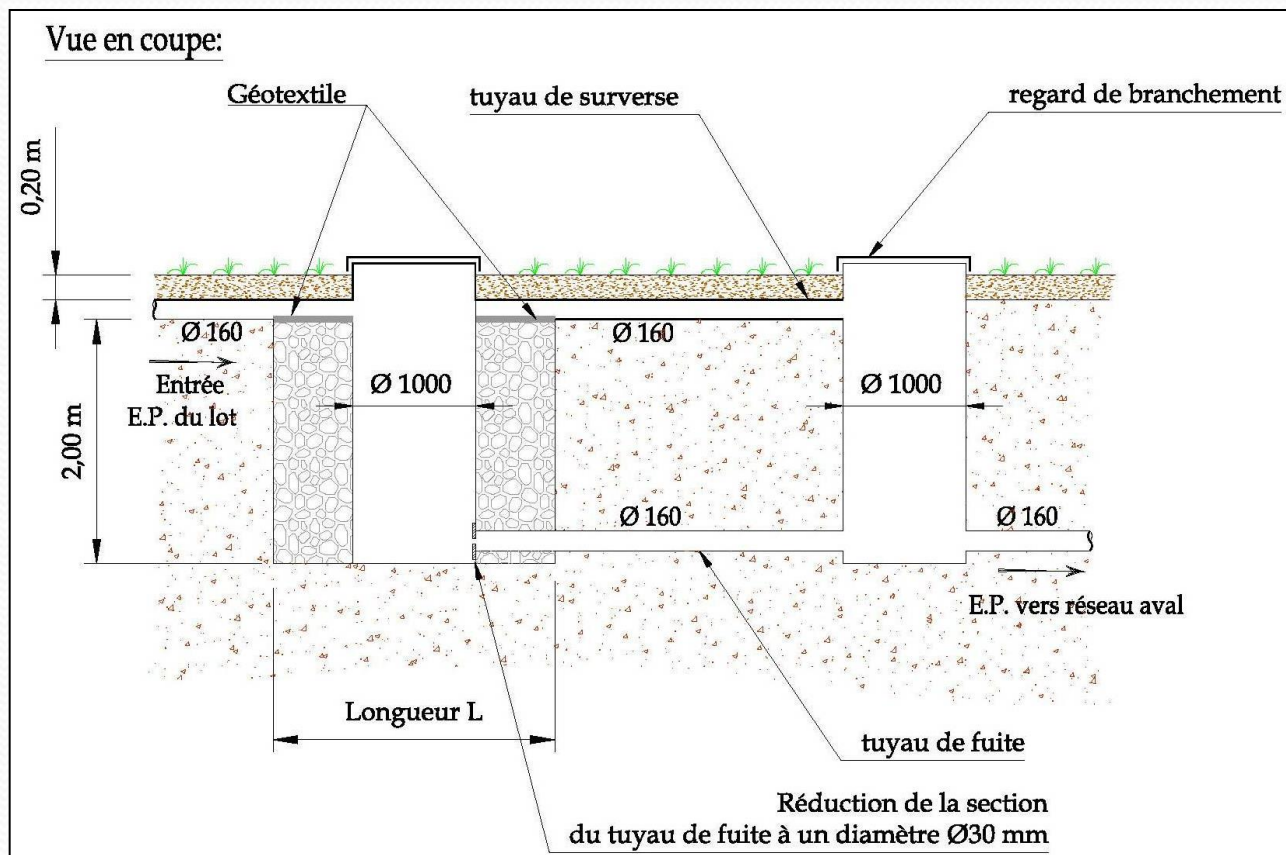 Vue en coupe:
Géotextile
tuyau de surverse
regard de branchement
0,20 m
Ø 160
Ø 160
Entrée
E.P. du lot
Ø 1000
Ø 1000
2,00 m
Ø 160
Ø 160
E.P. vers réseau aval
Longueur L
tuyau de fuite
Réduction de la section
du tuyau de fuite à un diamètre Ø30 mm